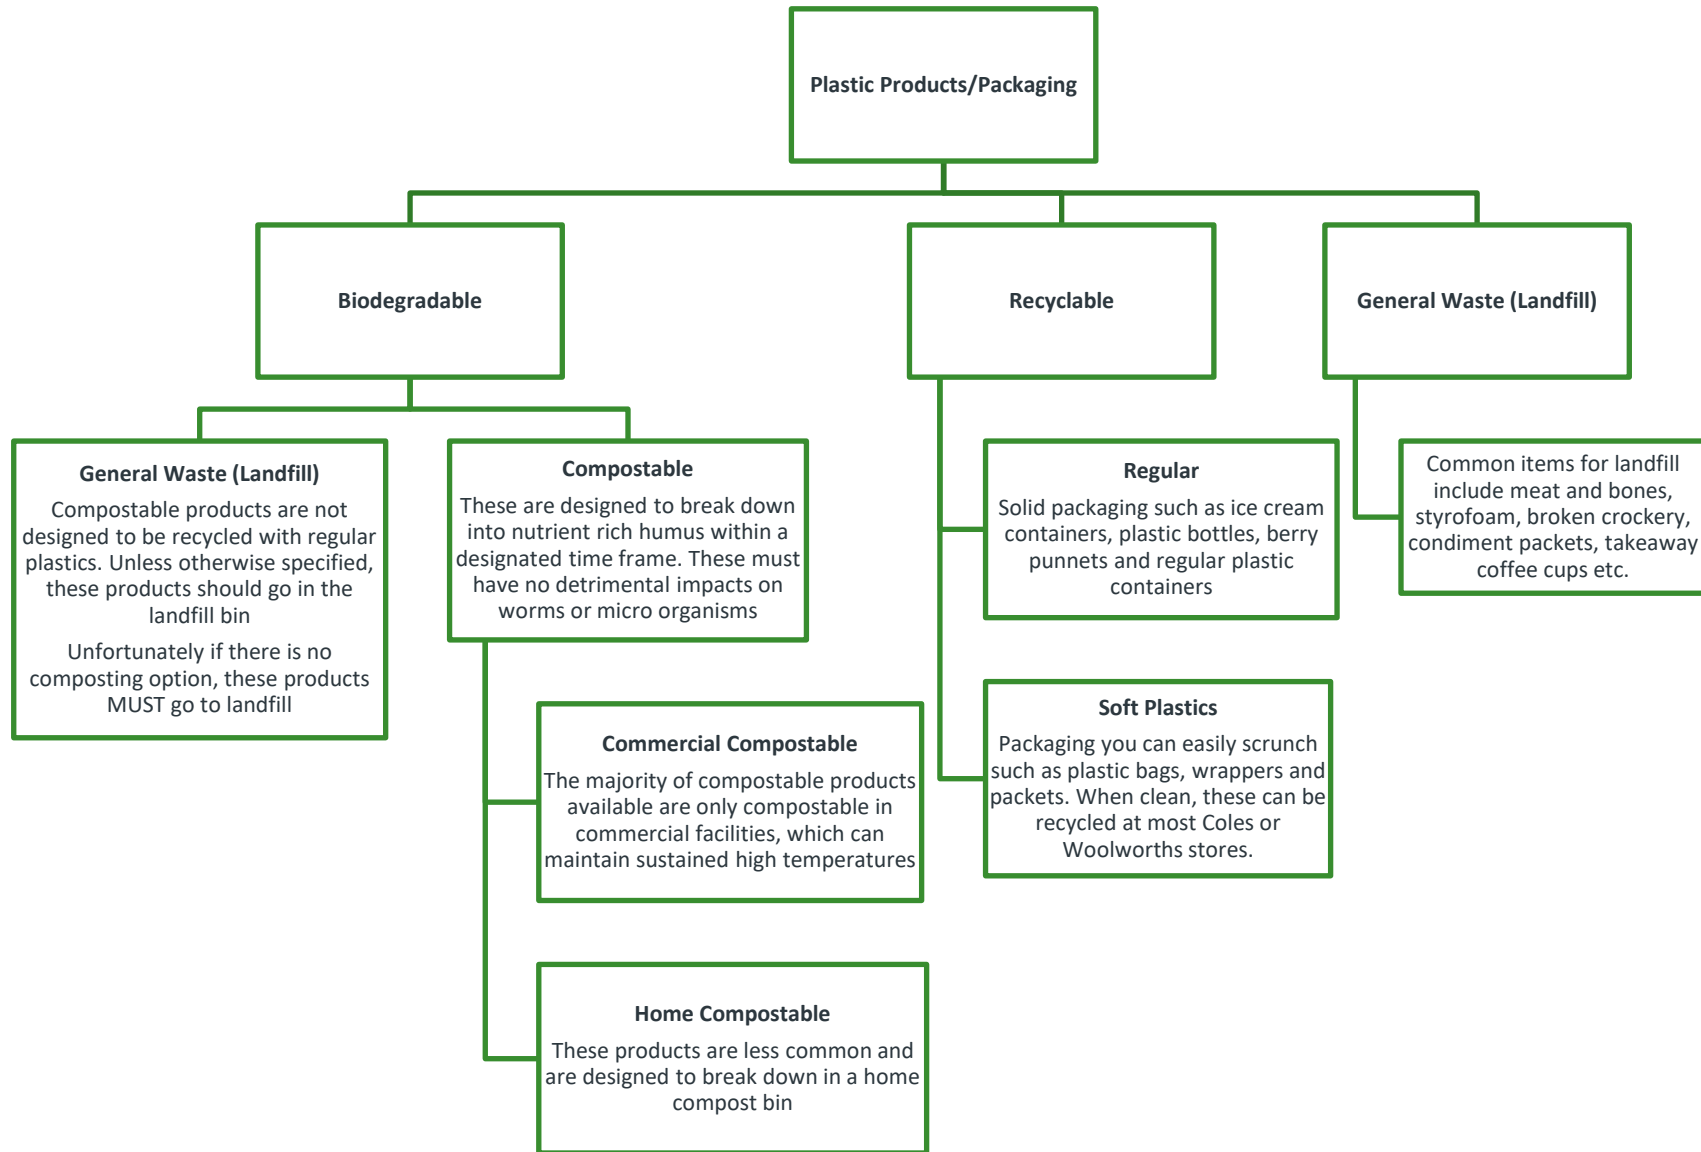 Plastic Products/Packaging
Biodegradable
Recyclable
General Waste (Landfill)
General Waste (Landfill)
Compostable products are not
designed to be recycled with regular
plastics. Unless otherwise specified,
these products should go in the
landfill bin
Unfortunately if there is no
composting option, these products
MUST go to landfill
Compostable
These are designed to break down
into nutrient rich humus within a
designated time frame. These must
have no detrimental impacts on
worms or micro organisms
Commercial Compostable
The majority of compostable products
available are only compostable in
commercial facilities, which can
maintain sustained high temperatures
Home Compostable
These products are less common and
are designed to break down in a home
compost bin
Regular
Solid packaging such as ice cream
containers, plastic bottles, berry
punnets and regular plastic
containers
Soft Plastics
Packaging you can easily scrunch
such as plastic bags, wrappers and
packets. When clean, these can be
recycled at most Coles or
Woolworths stores.
Common items for landfill
include meat and bones,
styrofoam, broken crockery,
condiment packets, takeaway
coffee cups etc.